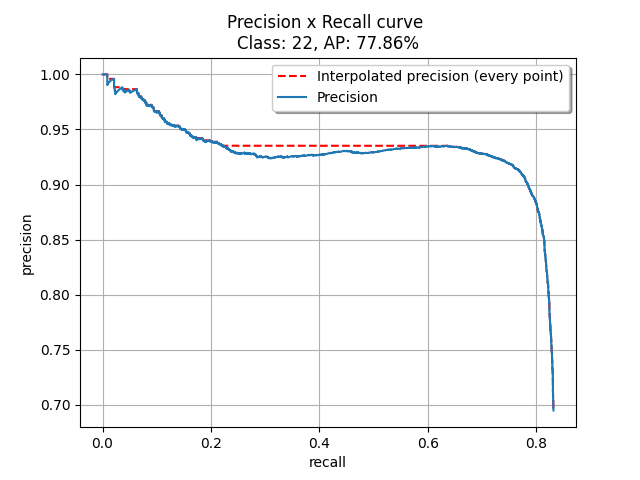 Precision x Recall curve
Class: 22, AP: 77.86%
Interpolated precision (every point)
Precision
1.00
0.95
0.90
0.85
0.80
0.75
0.70
precision
0.0 0.2 0.4 0.6 0.8
recall